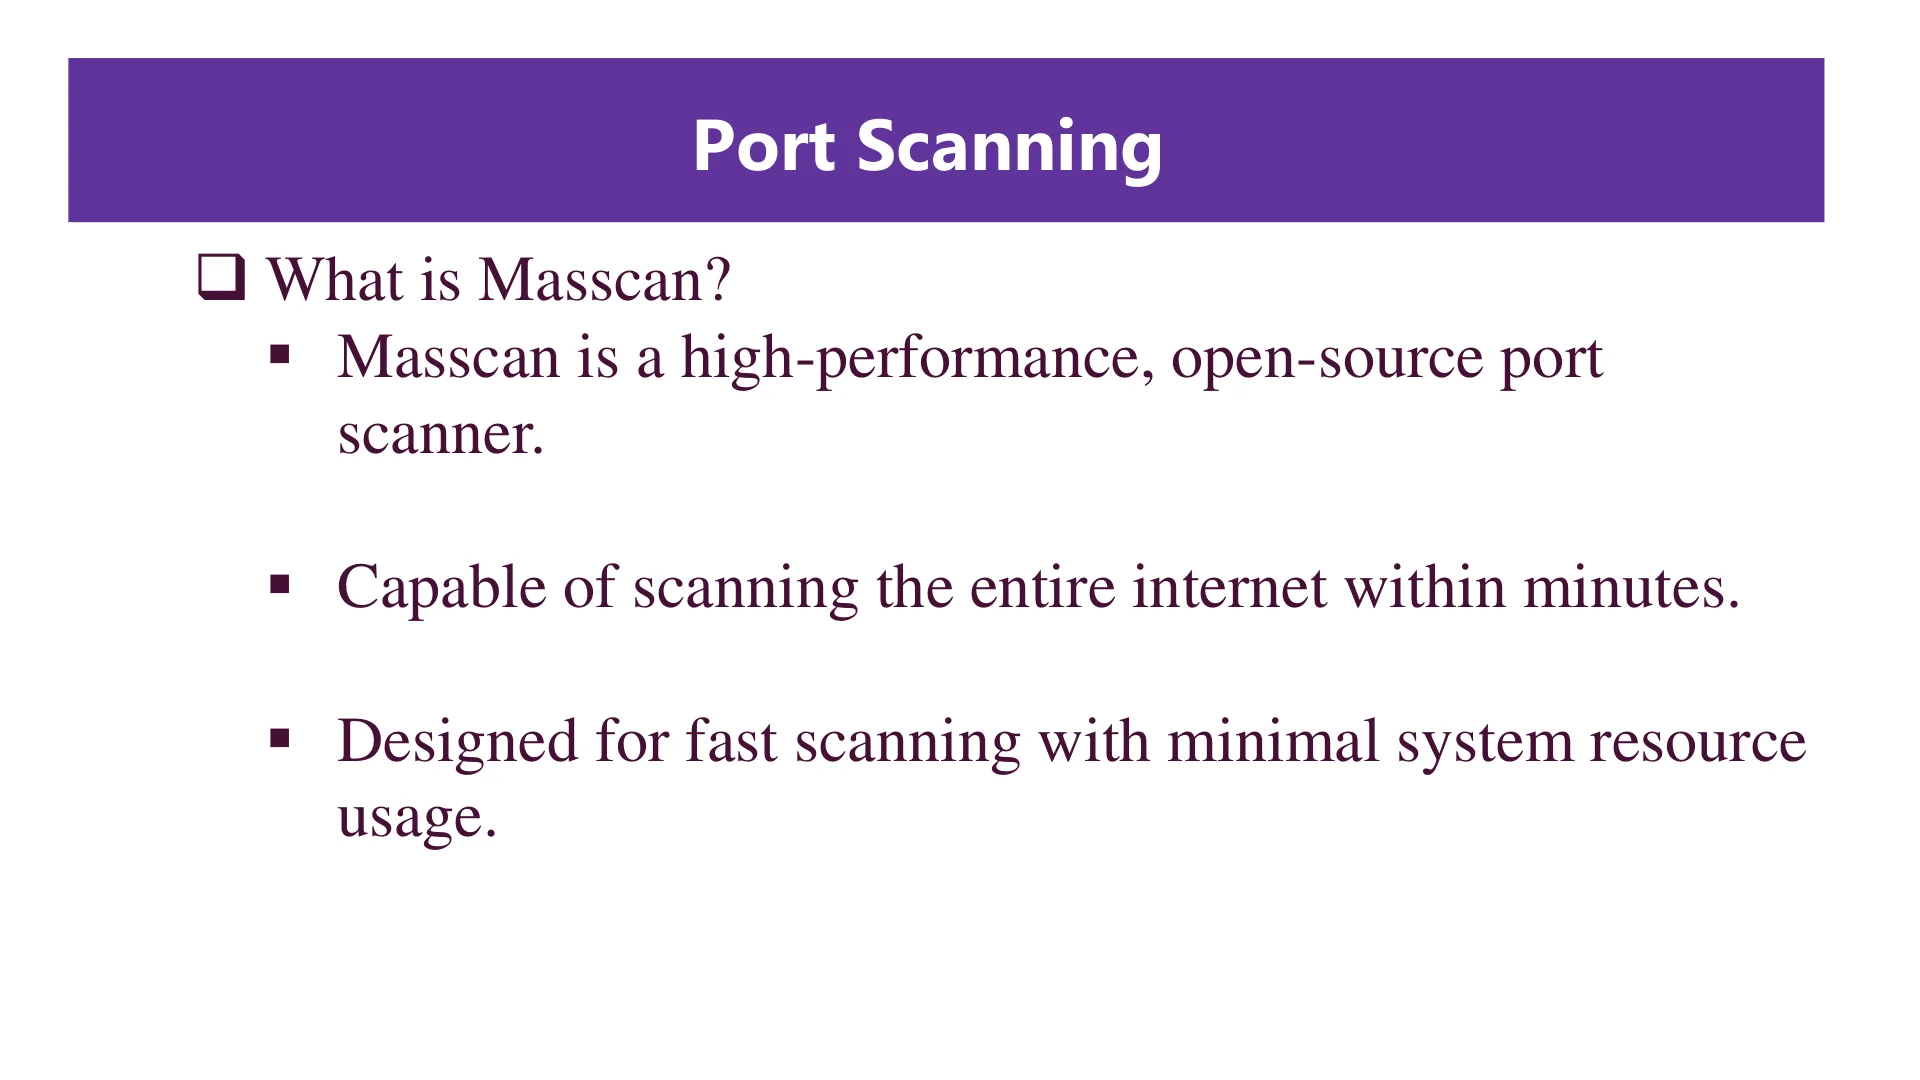 Port Scanning
❑ What is Masscan?
▪ Masscan is a high-performance, open-source port
scanner.
▪ Capable of scanning the entire internet within minutes.
▪ Designed for fast scanning with minimal system resource
usage.